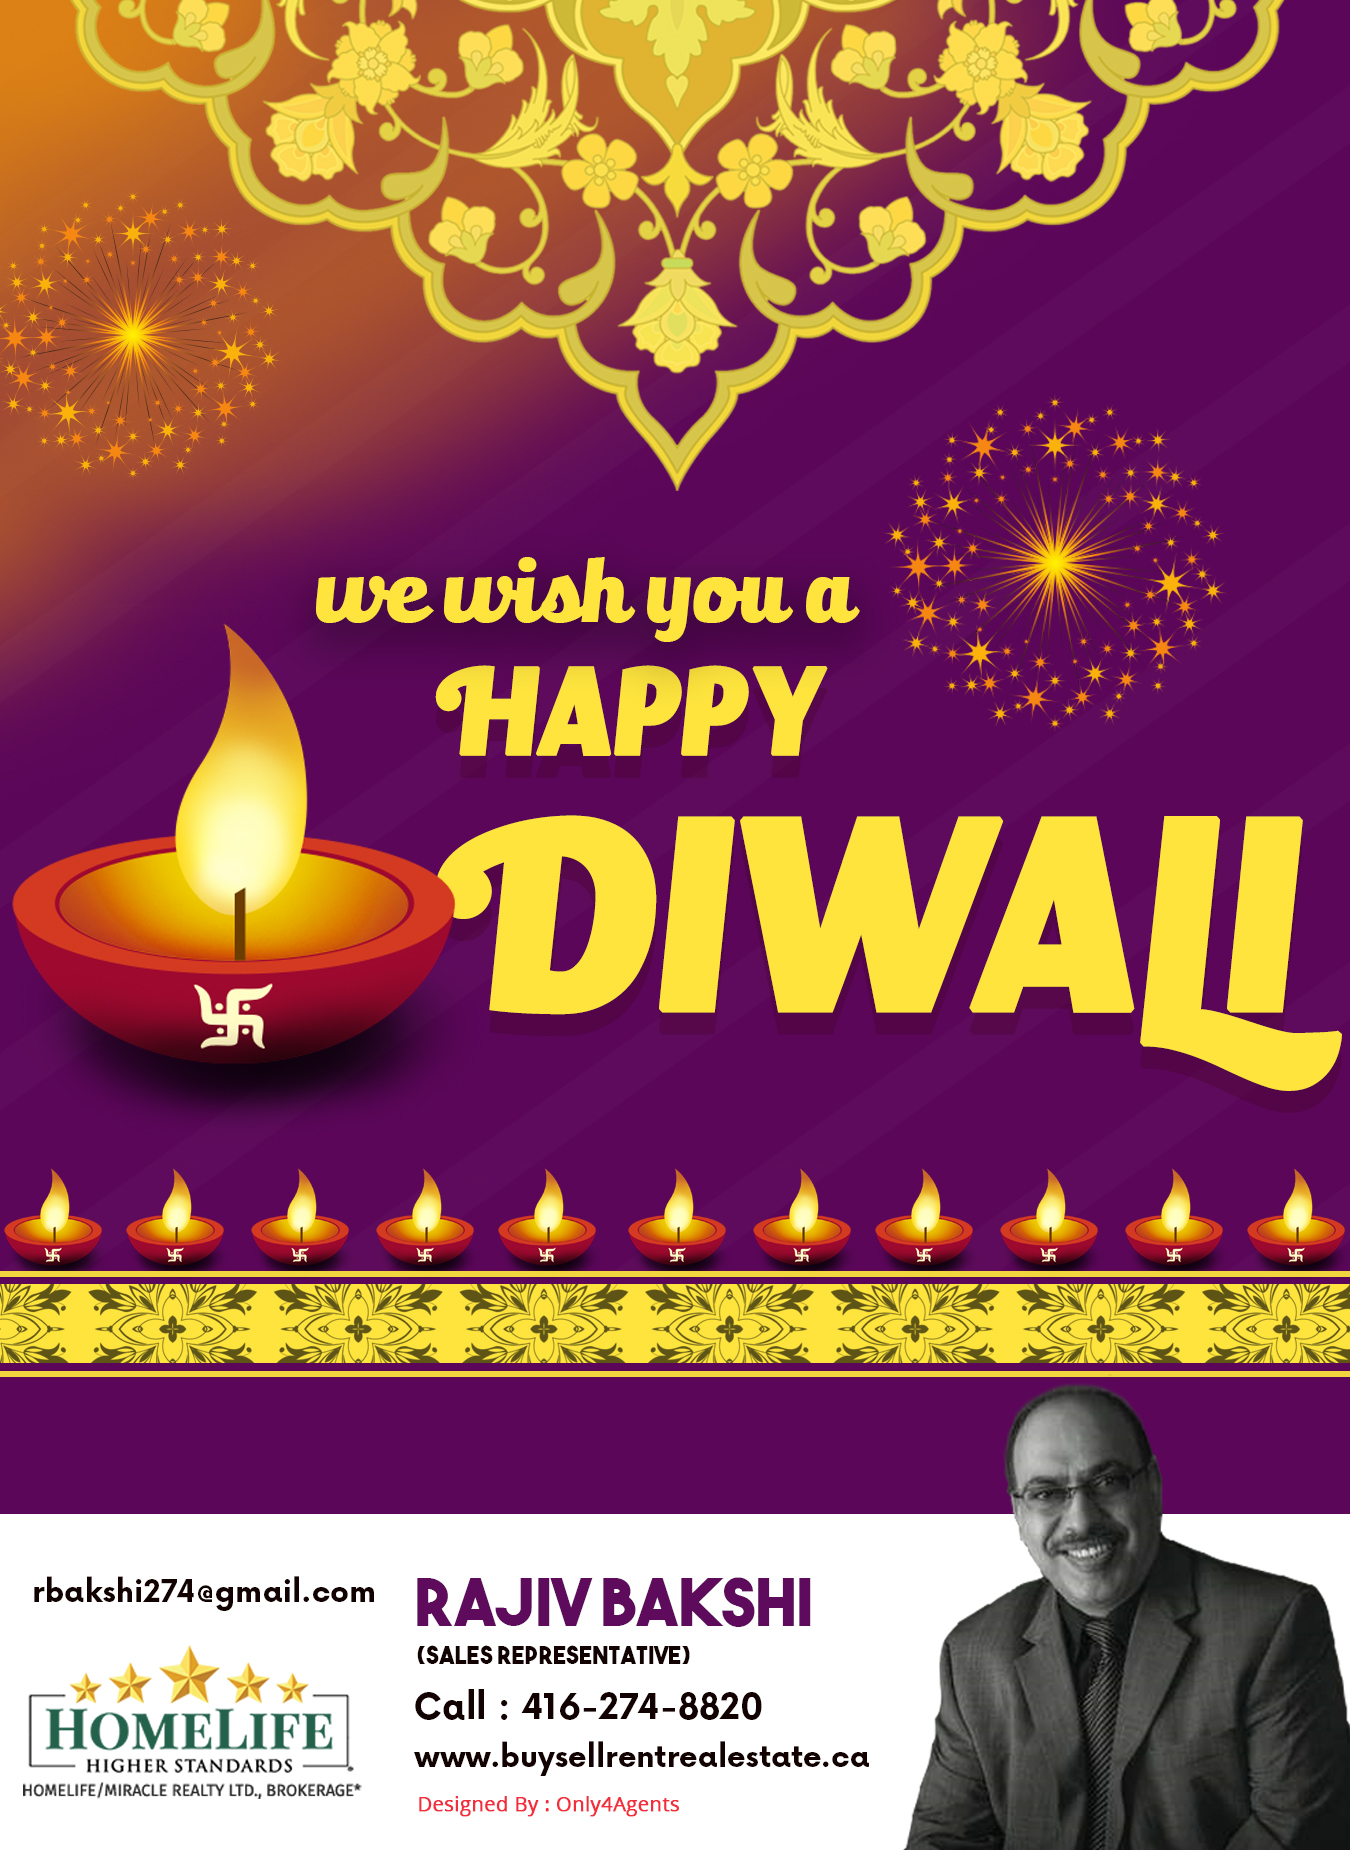 we wish you a
HAPPY
DIWALI
rbakshi274@gmail.com
HOMELIFE
HIGHER STANDARDS
HOMELIFE/MIRACLE REALTY LTD., BROKERAGE*
RAJIV BAKSHI
(SALES REPRESENTATIVE)
Call : 416-274-8820
www.buysellrentrealestate.ca
Designed By : Only4Agents